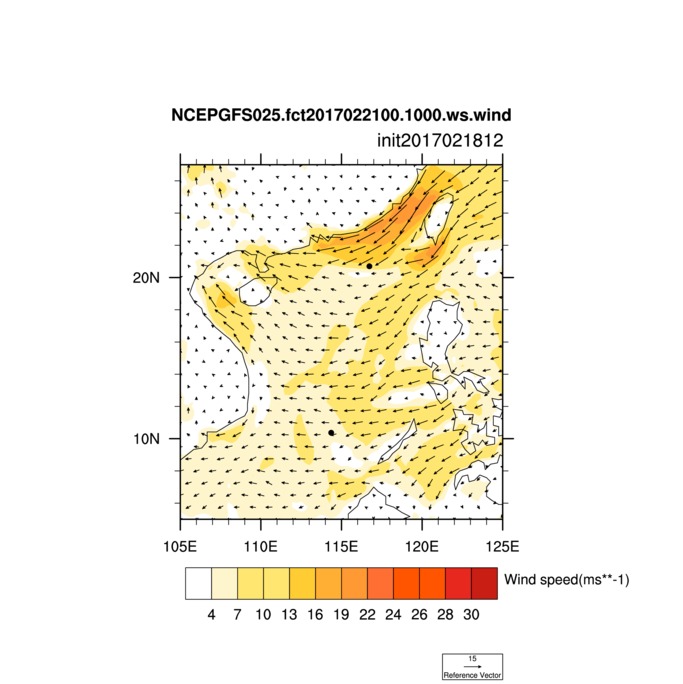 NCEPGFS025.fct2017022100.1000.ws.wind
init2017021812
20N
10N
105E 110E 115E 120E 125E
Wind speed(ms**-1)
4 7 10 13 16 19 22 24 26 28 30
15
Reference Vector